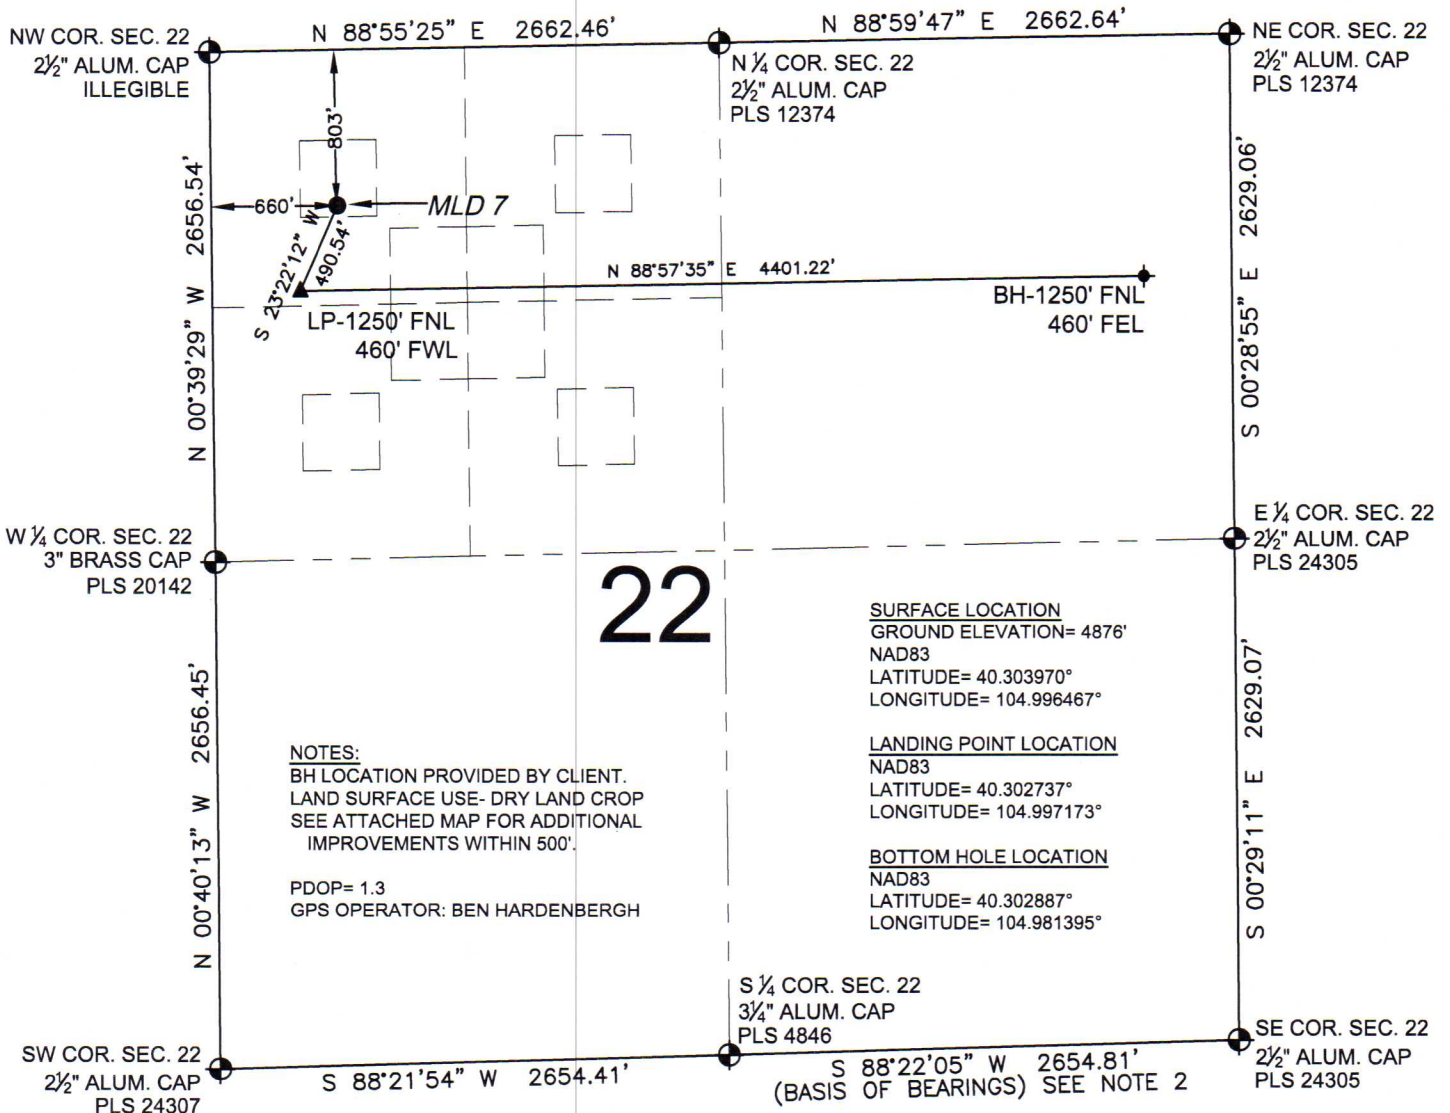 N 88°55'25" E 2662.46'
N 88°59'47" E 2662.64'
NW COR. SEC. 22
2½" ALUM. CAP
ILLEGIBLE
N ¼ COR. SEC. 22
2½" ALUM. CAP
PLS 12374
NE COR. SEC. 22
2½" ALUM. CAP
PLS 12374
803'
660'
MLD 7
S 23°22'12" W
490.54'
N 88°57'35" E 4401.22'
LP-1250' FNL
460' FWL
BH-1250' FNL
460' FEL
N 00°39'29" W 2656.54'
S 00°28'55" E 2629.06'
W ¼ COR. SEC. 22
3" BRASS CAP
PLS 20142
E ¼ COR. SEC. 22
2½" ALUM. CAP
PLS 24305
22
SURFACE LOCATION
GROUND ELEVATION= 4876'
NAD83
LATITUDE= 40.303970°
LONGITUDE= 104.996467°
LANDING POINT LOCATION
NAD83
LATITUDE= 40.302737°
LONGITUDE= 104.997173°
BOTTOM HOLE LOCATION
NAD83
LATITUDE= 40.302887°
LONGITUDE= 104.981395°
NOTES:
BH LOCATION PROVIDED BY CLIENT.
LAND SURFACE USE- DRY LAND CROP
SEE ATTACHED MAP FOR ADDITIONAL
IMPROVEMENTS WITHIN 500'.
PDOP= 1.3
GPS OPERATOR: BEN HARDENBERGH
N 00°40'13" W 2656.45'
S 00°29'11" E 2629.07'
S ¼ COR. SEC. 22
3¼" ALUM. CAP
PLS 4846
SW COR. SEC. 22
2½" ALUM. CAP
PLS 24307
SE COR. SEC. 22
2½" ALUM. CAP
PLS 24305
S 88°21'54" W 2654.41'
S 88°22'05" W 2654.81'
(BASIS OF BEARINGS) SEE NOTE 2